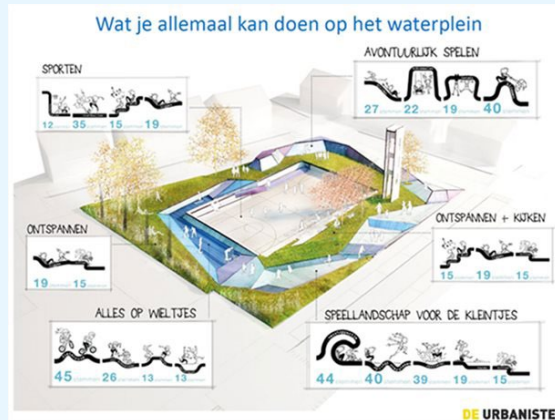 Wat je allemaal kan doen op het waterplein
SPORTEN
12 35 15 19
AVONTUURLIJK SPELEN
27 22 19 40
ONTSPANNEN
19 15
ONTSPANNEN + KIJKEN
15 19 15
ALLES OP WELTJES
45 26 13 13
SPEELLANDSCHAP VOOR DE KLEINTJES
44 40 39 19 15
DE URBANISTE